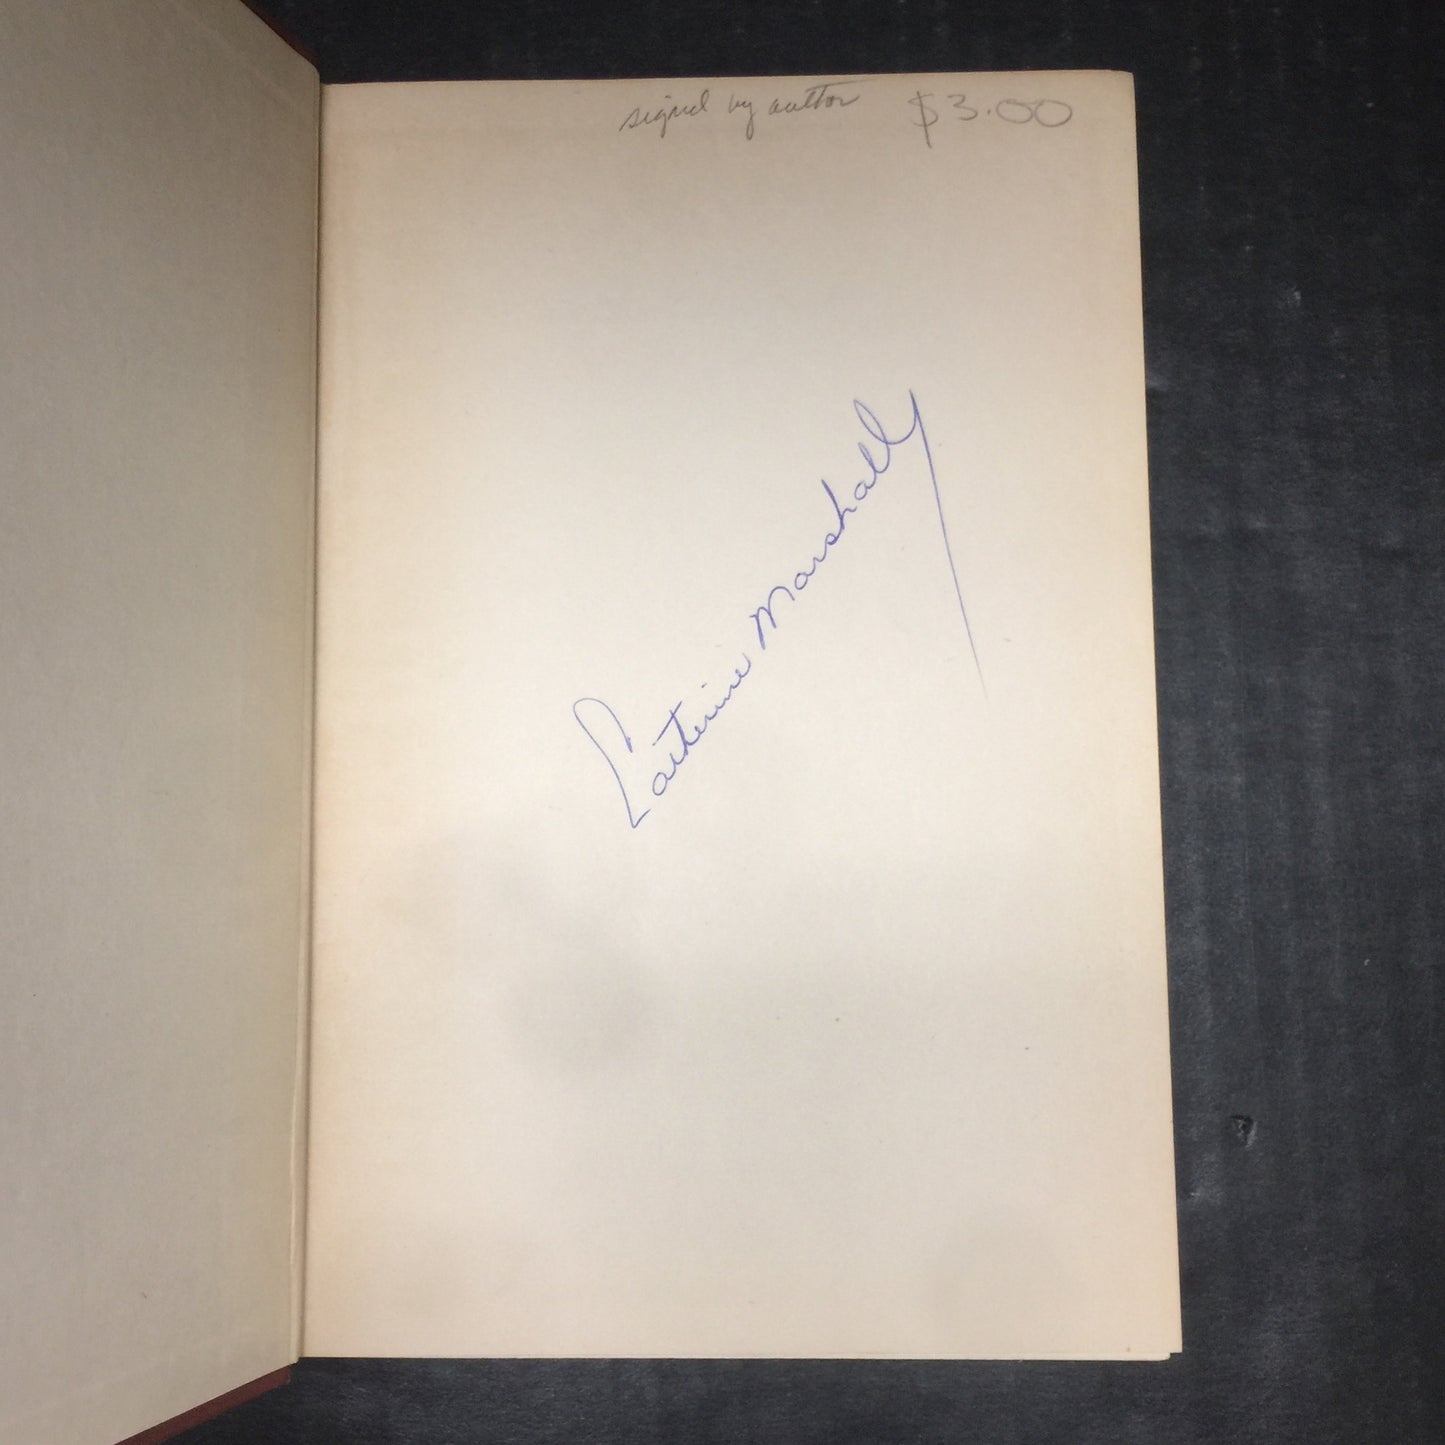 signed by author $3.00
Catherine Marshall